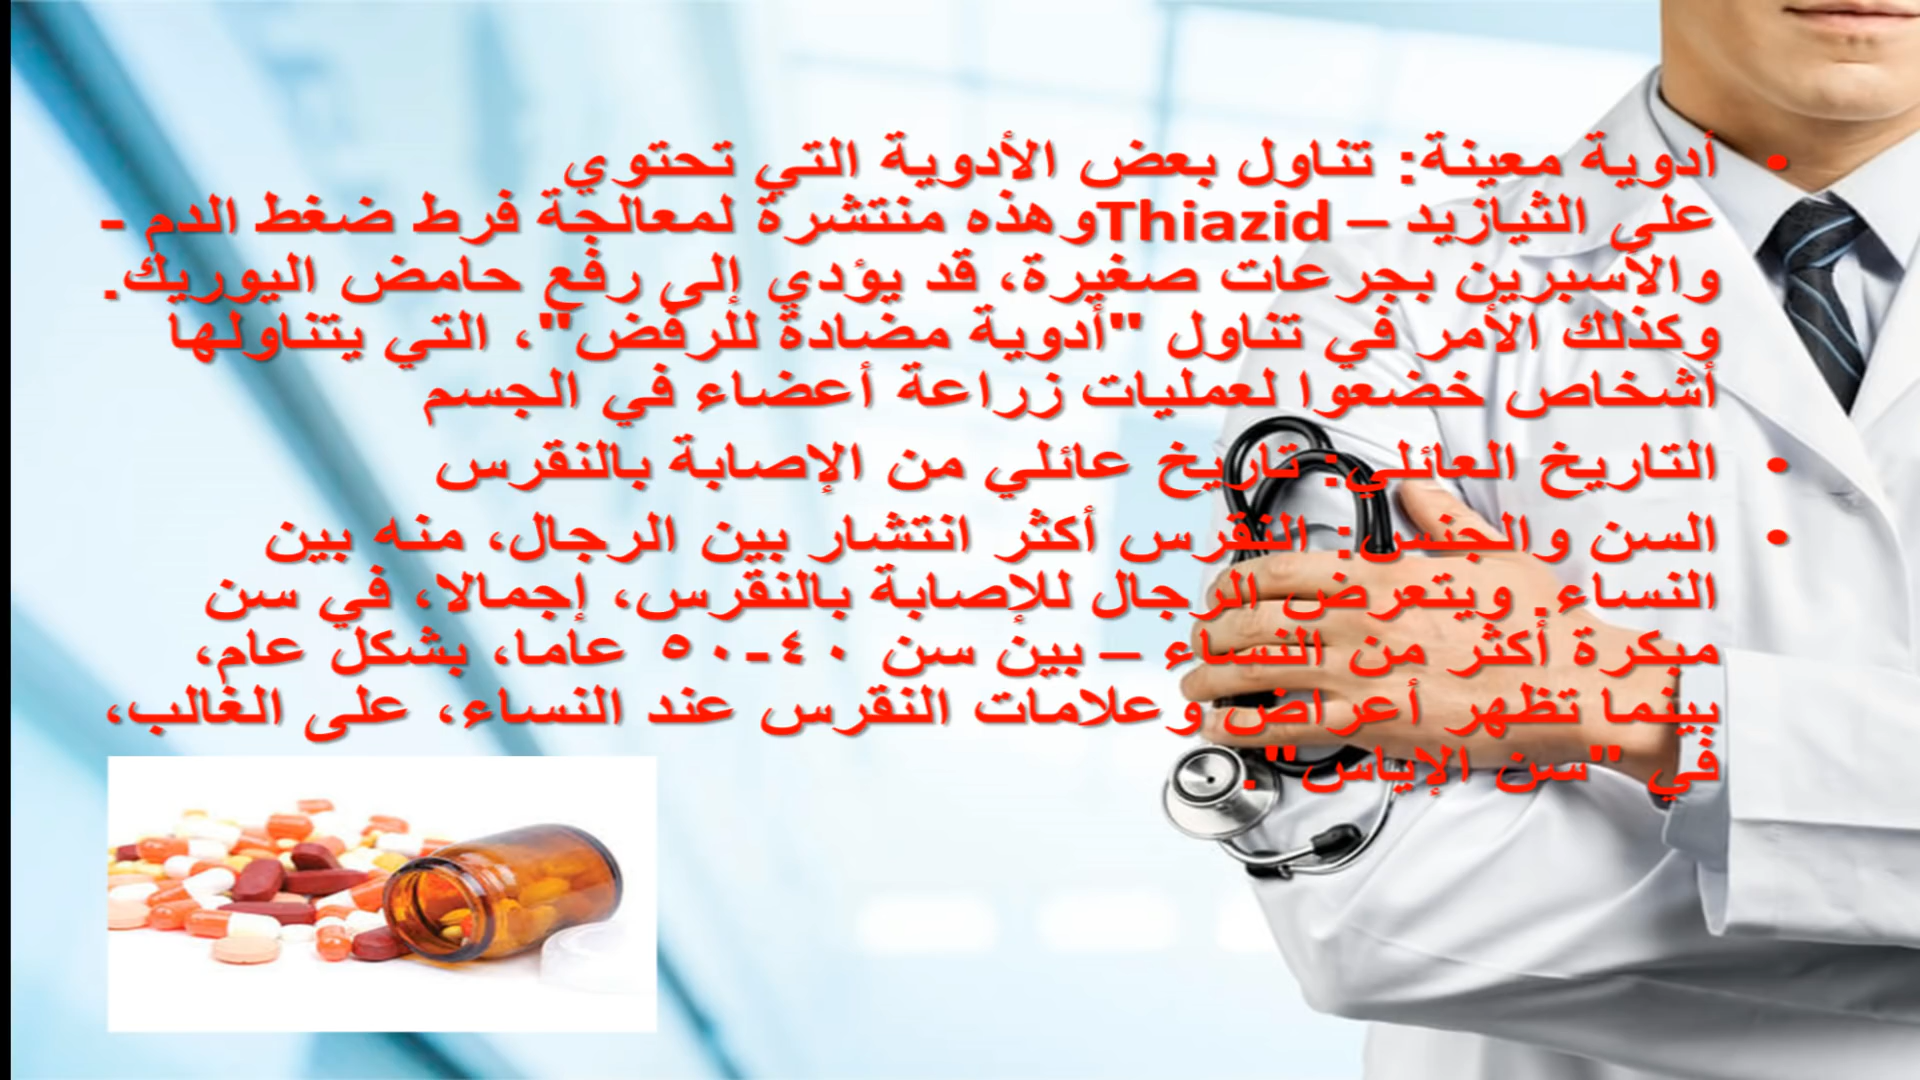 • أدوية معينة: تناول بعض الأدوية التي تحتوي
على الثيازيد – Thiazidوهذه منتشرة لمعالجة فرط ضغط الدم -
والأسبرين بجرعات صغيرة، قد يؤدي إلى رفع حامض اليوريك.
وكذلك الأمر في تناول "أدوية مضادة للرفض"، التي يتناولها
أشخاص خضعوا لعمليات زراعة أعضاء في الجسم
• التاريخ العائلي: تاريخ عائلي من الإصابة بالنقرس
• السن والجنس: النقرس أكثر انتشار بين الرجال، منه بين
النساء. ويتعرض الرجال للإصابة بالنقرس، إجمالا، في سن
مبكرة أكثر من النساء – بين سن ٤٠-٥٠ عاما، بشكل عام،
بينما تظهر أعراض وعلامات النقرس عند النساء، على الغالب،
في "سن الإياس".